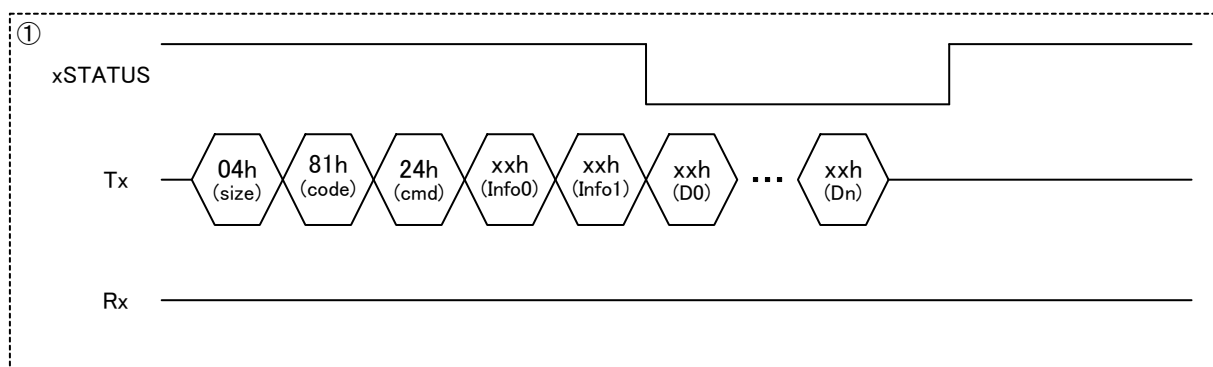 ①
xSTATUS
Tx
04h
(size)
81h
(code)
24h
(cmd)
xxh
(Info0)
xxh
(Info1)
xxh
(D0)
···
xxh
(Dn)
Rx